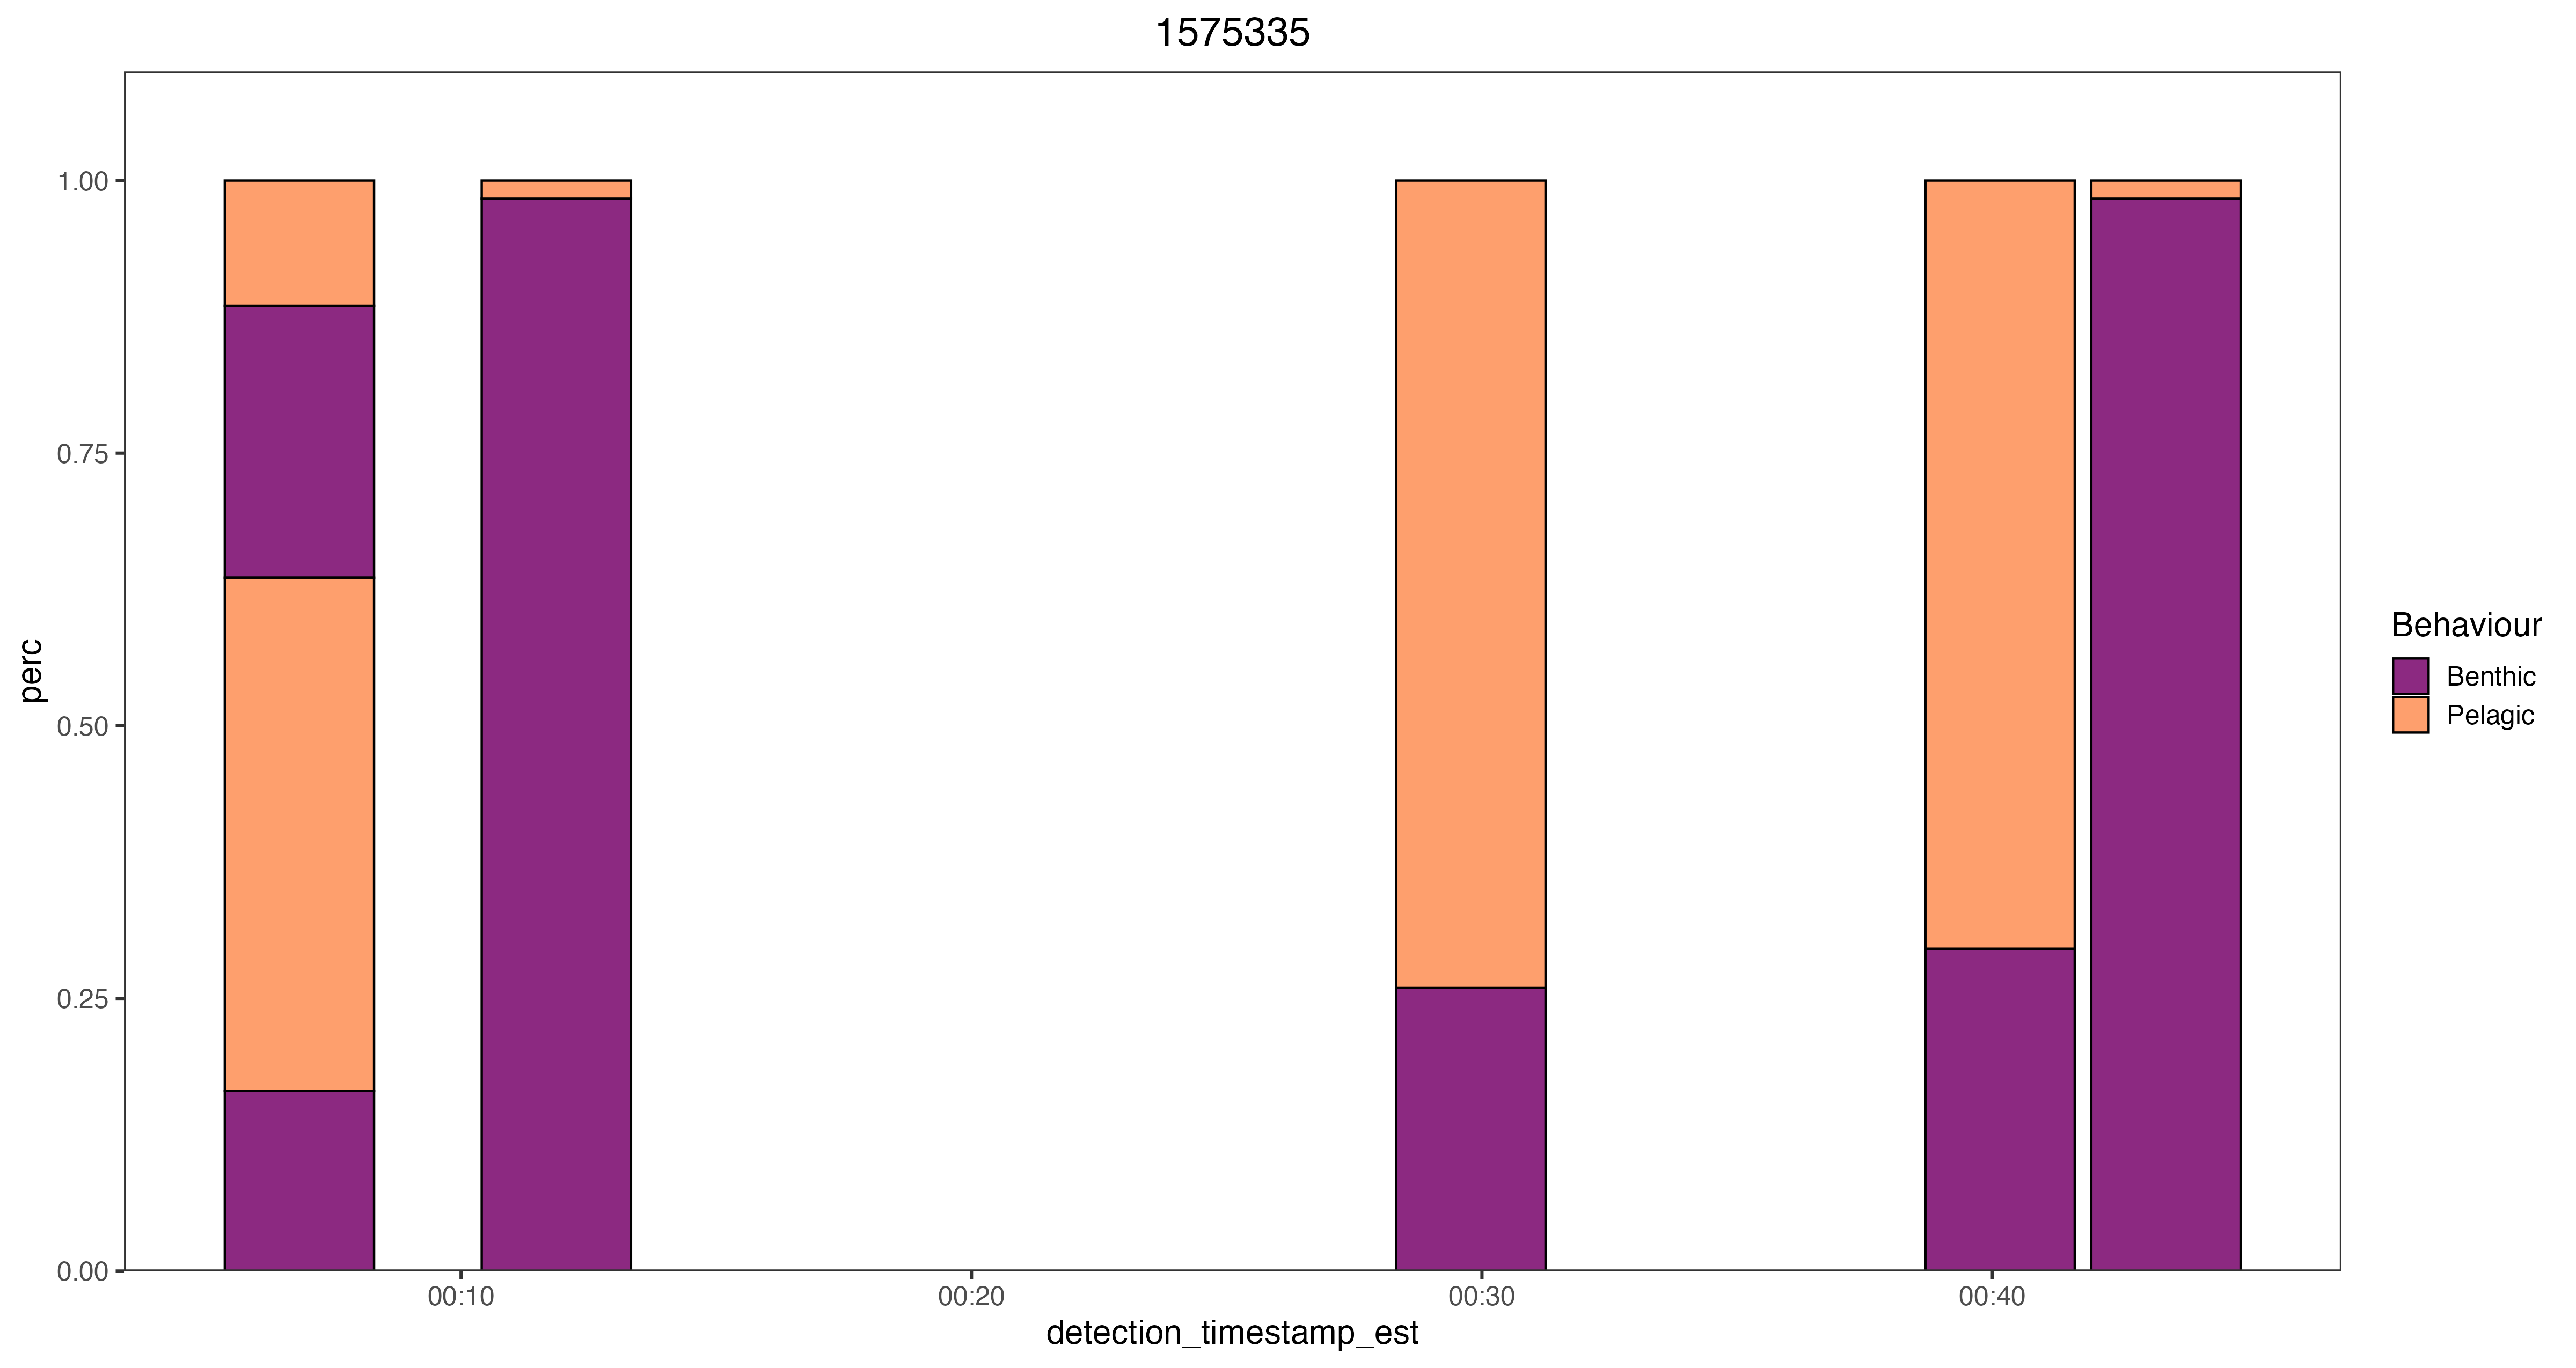 1575335
1.00
0.75
0.50
0.25
0.00
perc
00:10 00:20 00:30 00:40
detection_timestamp_est
Behaviour
Benthic
Pelagic